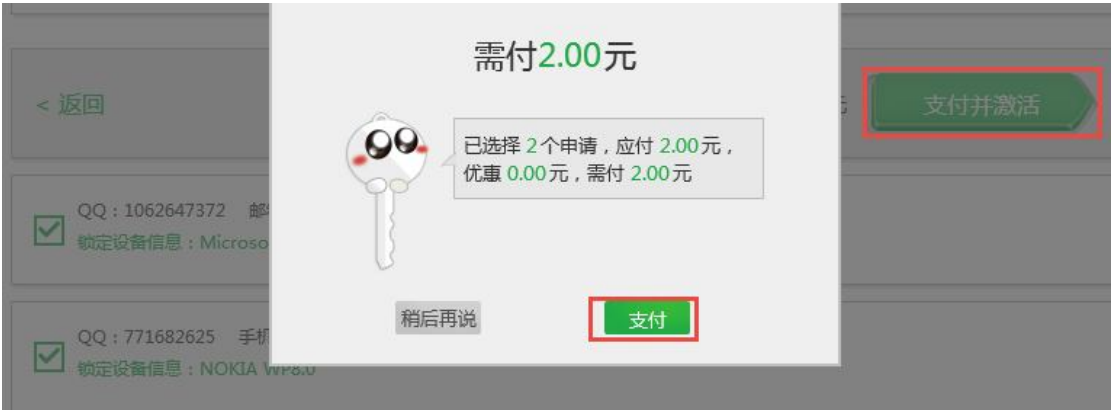 需付2.00元
< 返回
元
支付并激活
已选择 2个申请，应付 2.00元，
优惠 0.00元，需付 2.00元
QQ：1062647372
锁定设备信息：Microso
稍后再说
支付
QQ：771682625 手机
锁定设备信息：NOKIA WP8.0